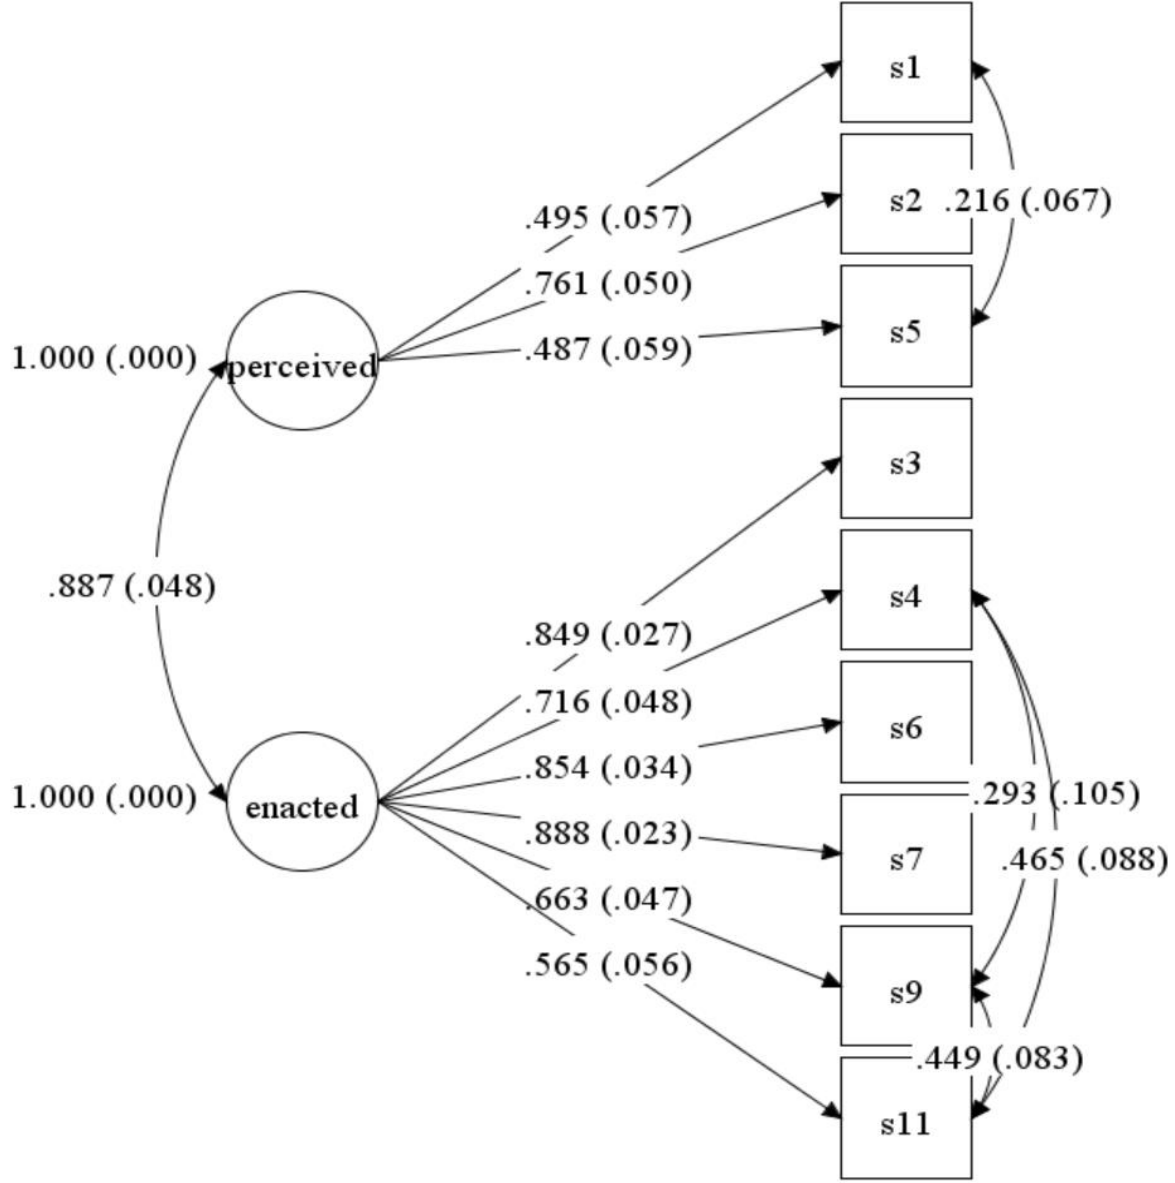 s1
s2 .216 (.067)
.495 (.057)
.761 (.050)
.487 (.059)
s5
1.000 (.000)
perceived
s3
.887 (.048)
s4
.849 (.027)
.716 (.048)
s6
.854 (.034)
1.000 (.000)
enacted
.293 (.105)
.888 (.023)
s7
.465 (.088)
.663 (.047)
.565 (.056)
s9
.449 (.083)
s11